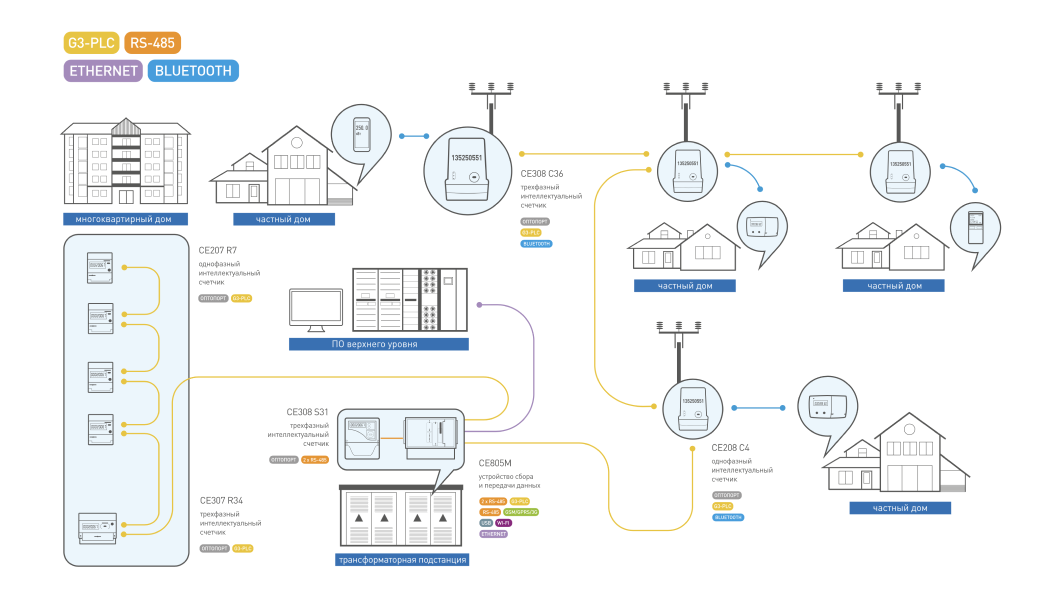 G3-PLC RS-485
ETHERNET BLUETOOTH
многоквартирный дом
частный дом
135250551
CE308 C36
трехфазный
интеллектуальный
счетчик
ОПТОПОРТ
G3-PLC
BLUETOOTH
135250551
135250551
частный дом
частный дом
CE207 R7
однофазный
интеллектуальный
счетчик
ОПТОПОРТ G3-PLC
ПО верхнего уровня
135250551
CE308 S31
трехфазный
интеллектуальный
счетчик
ОПТОПОРТ 2 x RS-485
CE805M
устройство сбора
и передачи данных
2 x RS-485 G3-PLC
RS-485 GSM/GPRS/3G
USB WI-FI
ETHERNET
CE208 C4
однофазный
интеллектуальный
счетчик
ОПТОПОРТ
G3-PLC
BLUETOOTH
частный дом
CE307 R34
трехфазный
интеллектуальный
счетчик
ОПТОПОРТ G3-PLC
трансформаторная подстанция